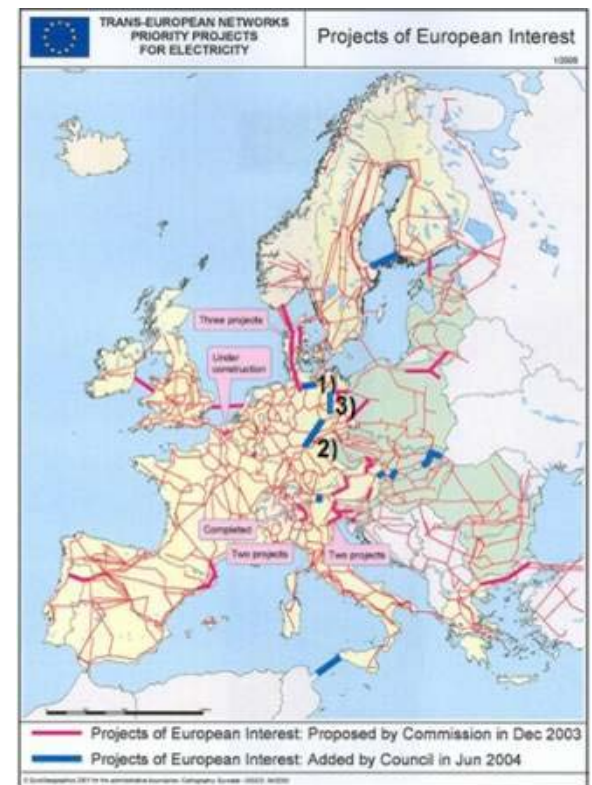 TRANS-EUROPEAN NETWORKS
PRIORITY PROJECTS
FOR ELECTRICITY
Projects of European Interest
Three projects
Under
construction
1)
3)
2)
Completed
Two projects
Two projects
Projects of European Interest: Proposed by Commission in Dec 2003
Projects of European Interest: Added by Council in Jun 2004